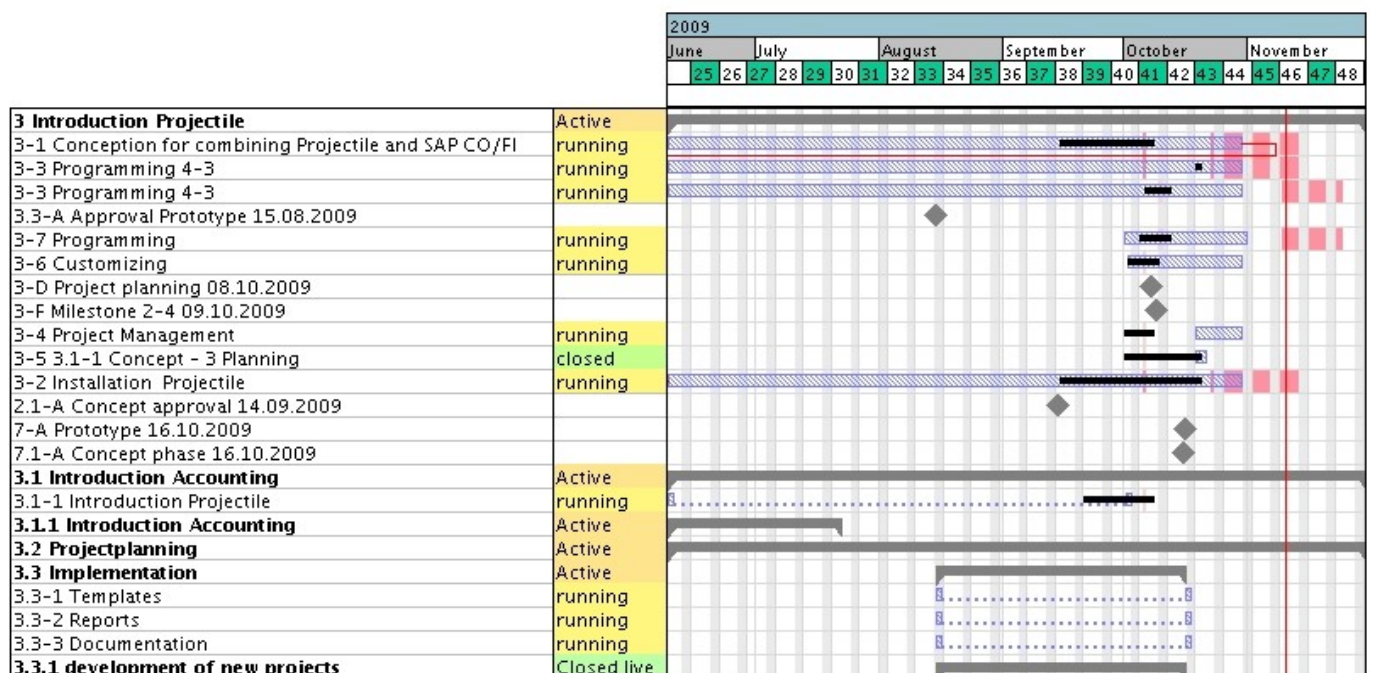 2009
June July August September October November
25 26 27 28 29 30 31 32 33 34 35 36 37 38 39 40 41 42 43 44 45 46 47 48
3 Introduction Projectile Active
3-1 Conception for combining Projectile and SAP CO/FI running
3-3 Programming 4-3 running
3-3 Programming 4-3 running
3.3-A Approval Prototype 15.08.2009
3-7 Programming running
3-6 Customizing running
3-D Project planning 08.10.2009
3-F Milestone 2-4 09.10.2009
3-4 Project Management running
3-5 3.1-1 Concept - 3 Planning closed
3-2 Installation Projectile running
2.1-A Concept approval 14.09.2009
7-A Prototype 16.10.2009
7.1-A Concept phase 16.10.2009
3.1 Introduction Accounting Active
3.1-1 Introduction Projectile running
3.1.1 Introduction Accounting Active
3.2 Projectplanning Active
3.3 Implementation Active
3.3-1 Templates running
3.3-2 Reports running
3.3-3 Documentation running
3.3.1 development of new projects Closed live